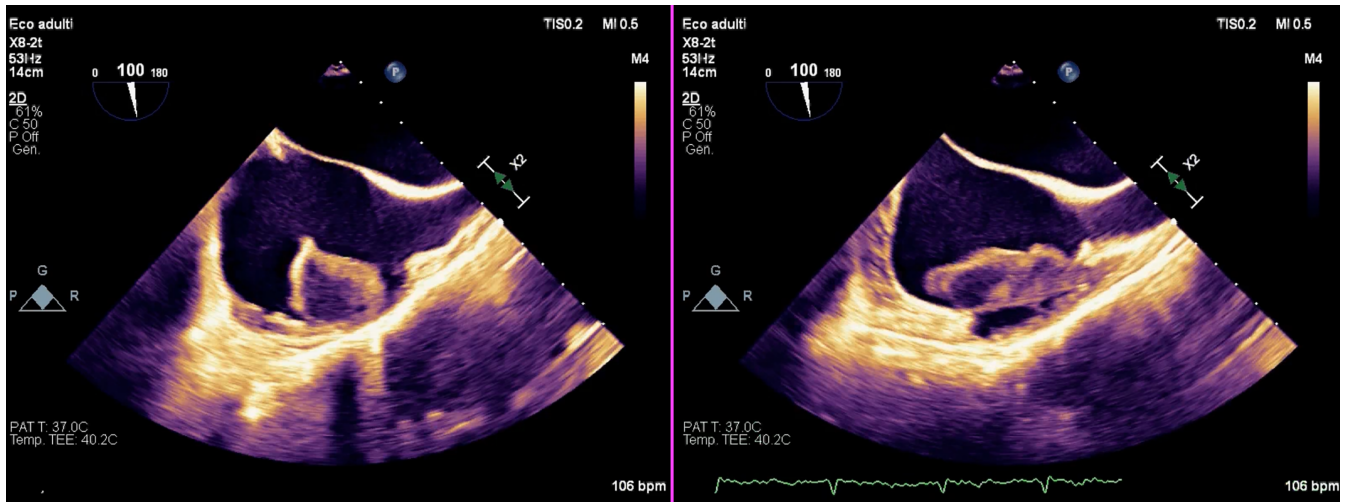 Eco adulti
TIS0.2 MI 0.5
X8-2t
53Hz
14cm
M4
0 100 180
2D
61%
C 50
P Off
Gen.
P
X2
G
P R
PAT T: 37.0C
Temp. TEE: 40.2C
106 bpm
Eco adulti
TIS0.2 MI 0.5
X8-2t
53Hz
14cm
M4
0 100 180
2D
61%
C 50
P Off
Gen.
P
X2
G
P R
PAT T: 37.0C
Temp. TEE: 40.2C
106 bpm